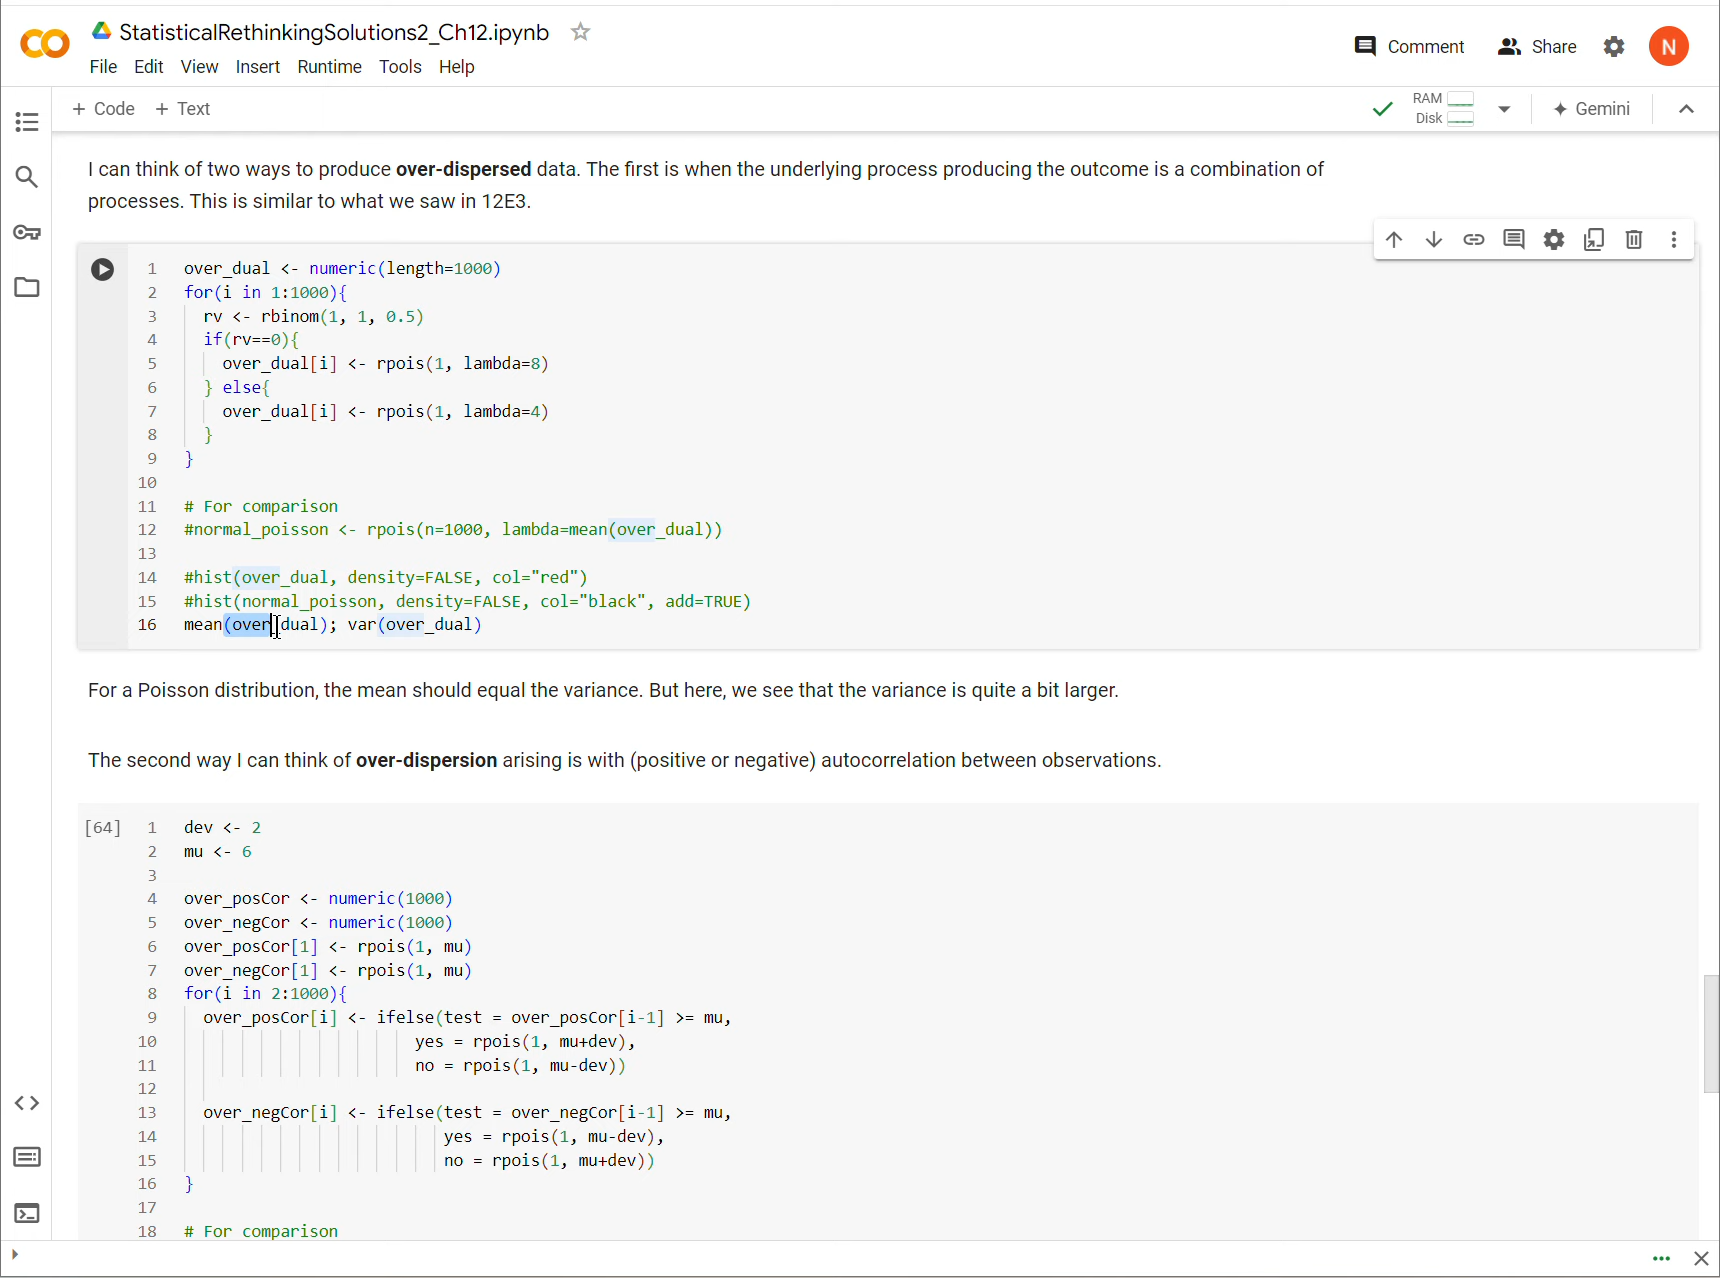 StatisticalRethinkingSolutions2_Ch12.ipynb
File Edit View Insert Runtime Tools Help
Comment Share N
+ Code + Text
RAM
Disk
Gemini
I can think of two ways to produce over-dispersed data. The first is when the underlying process producing the outcome is a combination of
processes. This is similar to what we saw in 12E3.
1 over_dual <- numeric(length=1000)
2 for(i in 1:1000){
3 rv <- rbinom(1, 1, 0.5)
4 if(rv==0){
5 over_dual[i] <- rpois(1, lambda=8)
6 } else{
7 over_dual[i] <- rpois(1, lambda=4)
8 }
9 }
10
11 # For comparison
12 #normal_poisson <- rpois(n=1000, lambda=mean(over_dual))
13
14 #hist(over_dual, density=FALSE, col="red")
15 #hist(normal_poisson, density=FALSE, col="black", add=TRUE)
16 mean(over_dual); var(over_dual)
For a Poisson distribution, the mean should equal the variance. But here, we see that the variance is quite a bit larger.
The second way I can think of over-dispersion arising is with (positive or negative) autocorrelation between observations.
[64] 1 dev <- 2
2 mu <- 6
3
4 over_posCor <- numeric(1000)
5 over_negCor <- numeric(1000)
6 over_posCor[1] <- rpois(1, mu)
7 over_negCor[1] <- rpois(1, mu)
8 for(i in 2:1000){
9 over_posCor[i] <- ifelse(test = over_posCor[i-1] >= mu,
10 yes = rpois(1, mu+dev),
11 no = rpois(1, mu-dev))
12
13 over_negCor[i] <- ifelse(test = over_negCor[i-1] >= mu,
14 yes = rpois(1, mu-dev),
15 no = rpois(1, mu+dev))
16 }
17
18 # For comparison